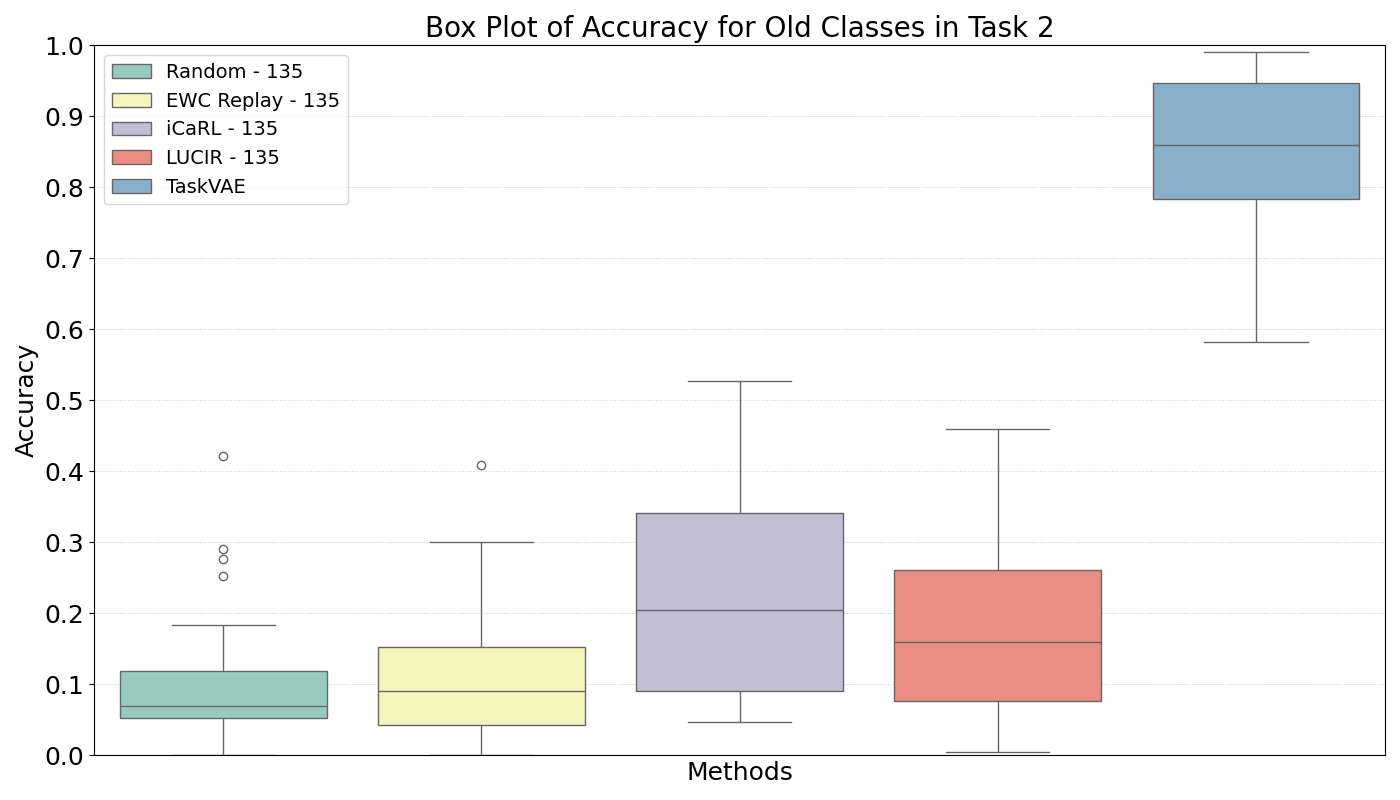 Box Plot of Accuracy for Old Classes in Task 2
1.0
0.9
0.8
0.7
0.6
0.5
0.4
0.3
0.2
0.1
0.0
Accuracy
Random - 135
EWC Replay - 135
iCaRL - 135
LUCIR - 135
TaskVAE
Methods